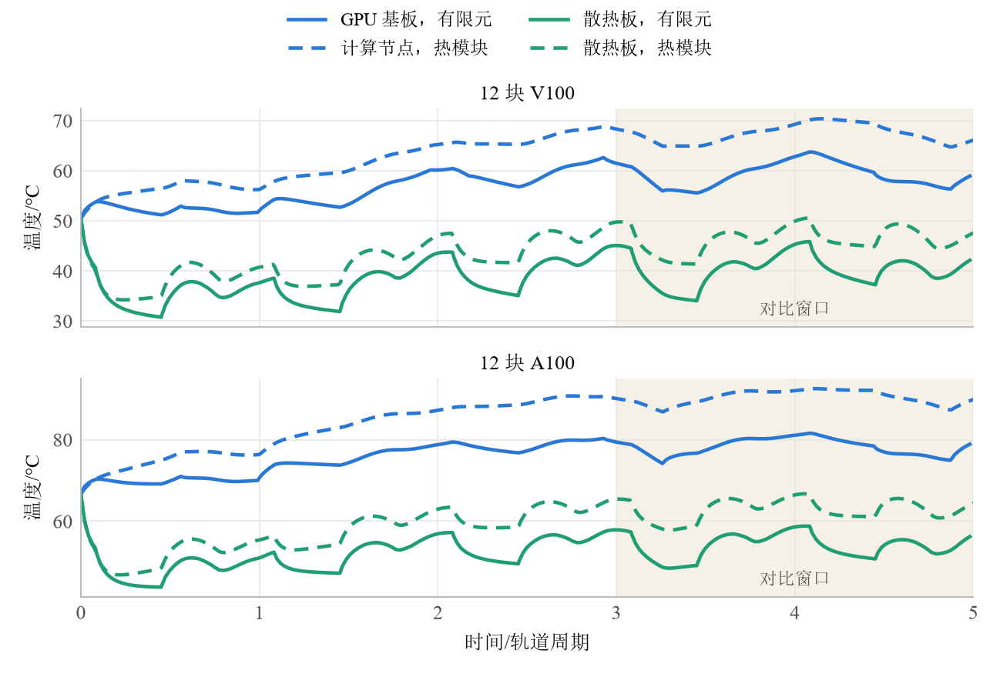 GPU 基板，有限元
散热板，有限元
计算节点，热模块
散热板，热模块
12 块 V100
70
60
50
40
30
温度/°C
对比窗口
12 块 A100
80
60
温度/°C
对比窗口
0 1 2 3 4 5
时间/轨道周期